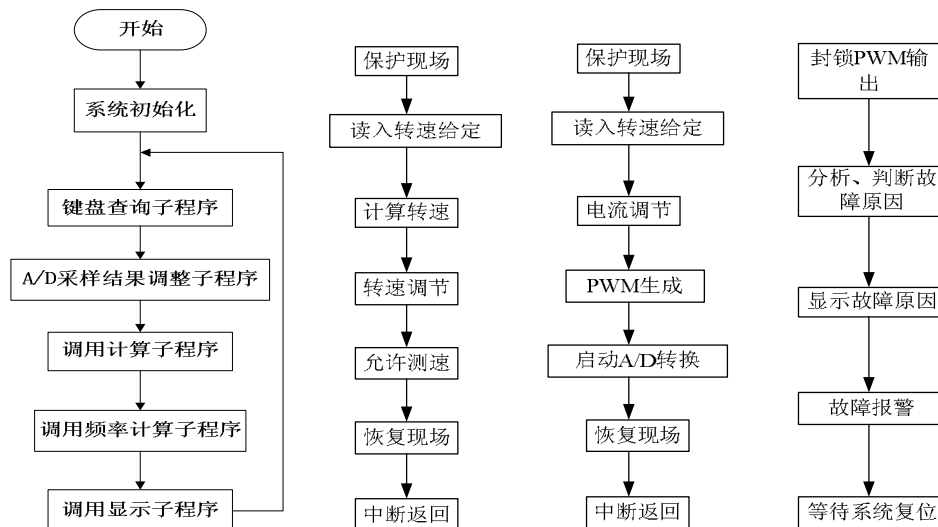 开始
系统初始化
键盘查询子程序
A/D采样结果调整子程序
调用计算子程序
调用频率计算子程序
调用显示子程序
保护现场
读入转速给定
计算转速
转速调节
允许测速
恢复现场
中断返回
保护现场
读入转速给定
电流调节
PWM生成
启动A/D转换
恢复现场
中断返回
封锁PWM输
出
分析、判断故
障原因
显示故障原因
故障报警
等待系统复位